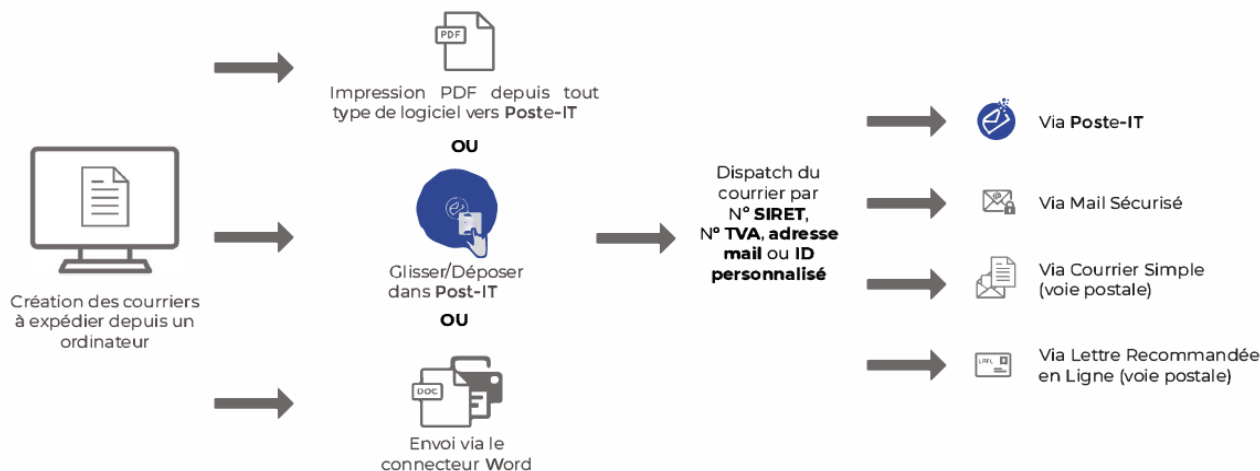 Création des courriers
à expédier depuis un
ordinateur
PDF
Impression PDF depuis tout
type de logiciel vers Poste-IT
OU
Glisser/Déposer
dans Post-IT
OU
DOC
Envoi via le
connecteur Word
Dispatch du
courrier par
N° SIRET,
N° TVA, adresse
mail ou ID
personnalisé
Via Poste-IT
Via Mail Sécurisé
Via Courrier Simple
(voie postale)
Via Lettre Recommandée
en Ligne (voie postale)